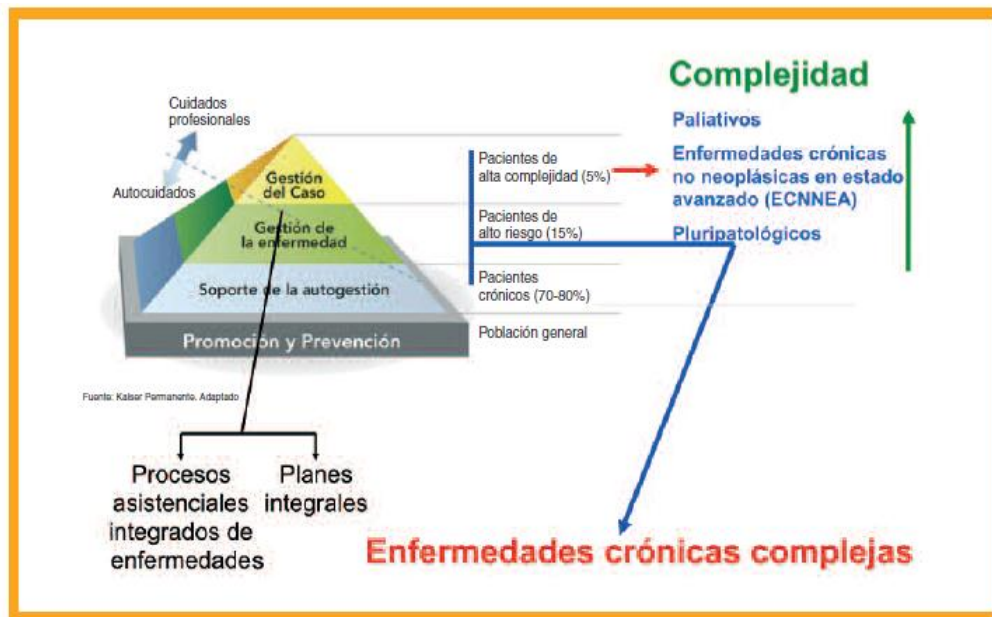 Complejidad
Cuidados
profesionales
Autocuidados
Gestión
del Caso
Gestión de
la enfermedad
Soporte de la autogestión
Promoción y Prevención
Pacientes de
alta complejidad (5%)
Pacientes de
alto riesgo (15%)
Pacientes
crónicos (70-80%)
Población general
Paliativos
Enfermedades crónicas
no neoplásicas en estado
avanzado (ECNNEA)
Pluripatológicos
Fuente: Kaiser Permanente. Adaptado
Procesos
asistenciales
integrados de
enfermedades
Planes
integrales
Enfermedades crónicas complejas